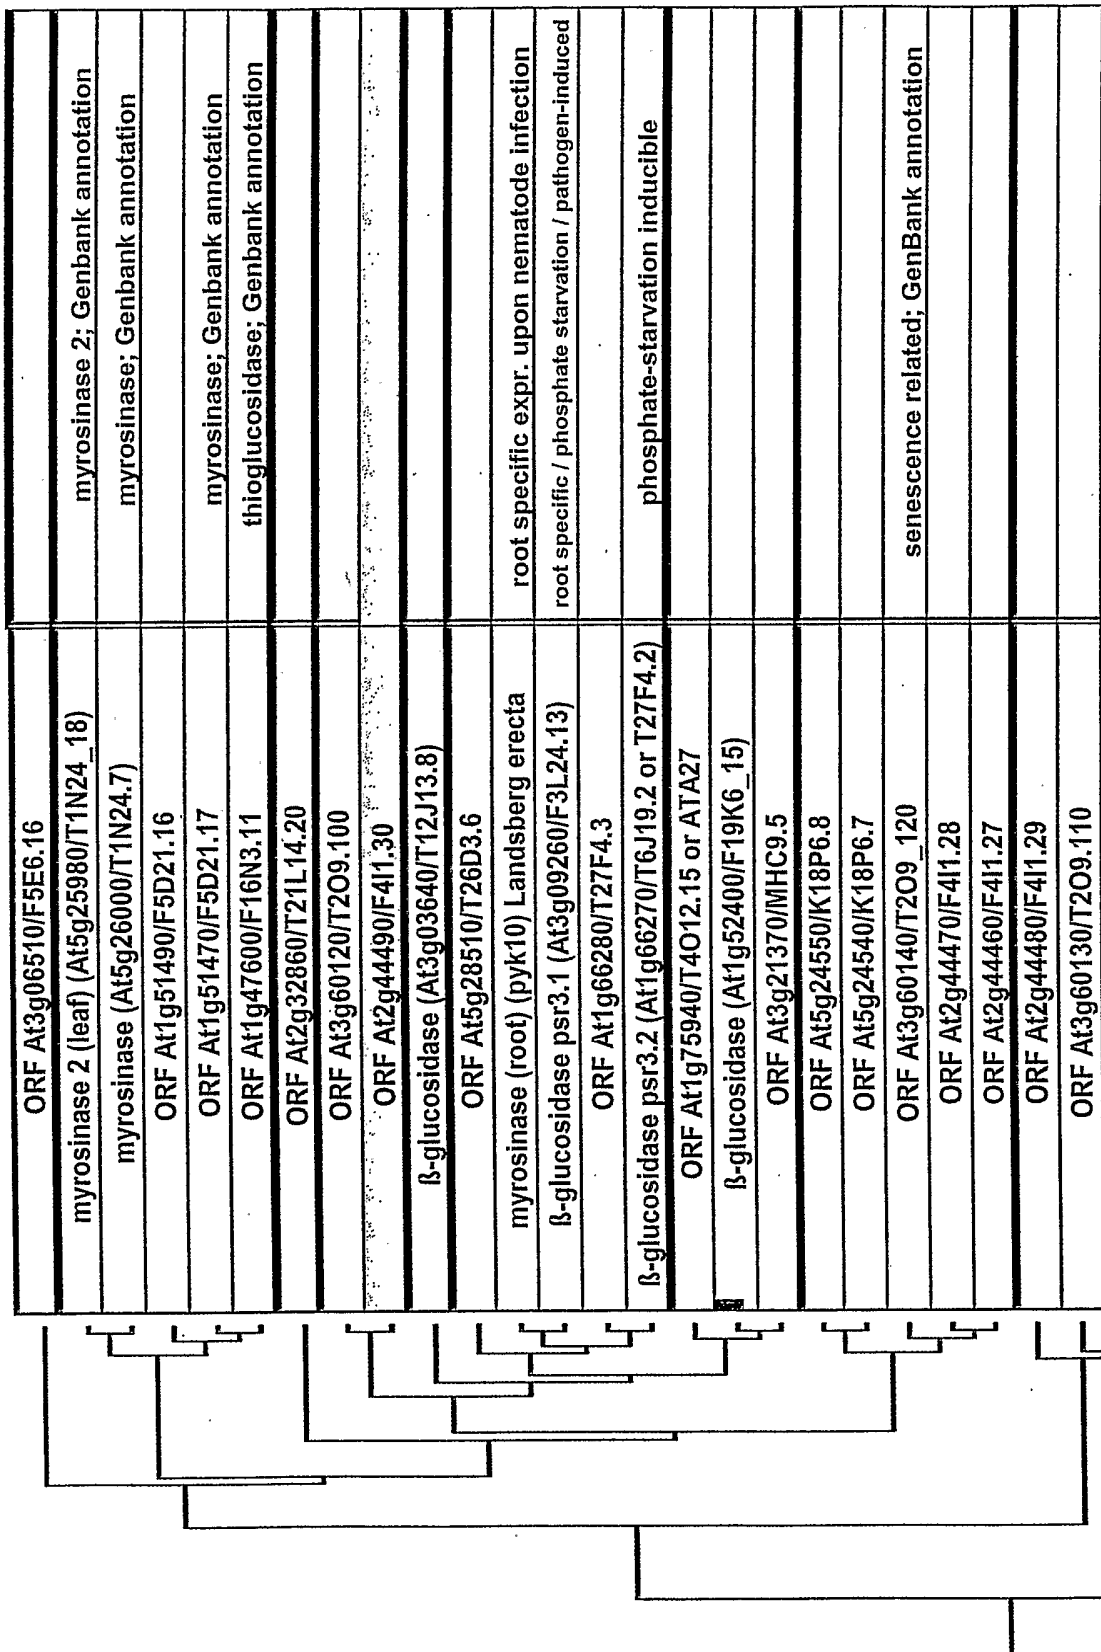 ORF At3g06510/F5E6.16
myrosinase 2 (leaf) (At5g25980/T1N24_18) myrosinase 2; Genbank annotation
myrosinase (At5g26000/T1N24.7) myrosinase; Genbank annotation
ORF At1g51490/F5D21.16
ORF At1g51470/F5D21.17 myrosinase; Genbank annotation
ORF At1g47600/F16N3.11 thioglucosidase; Genbank annotation
ORF At2g32860/T21L14.20
ORF At3g60120/T2O9.100
ORF At2g44490/F4I1.30
ß-glucosidase (At3g03640/T12J13.8)
ORF At5g28510/T26D3.6
myrosinase (root) (pyk10) Landsberg erecta root specific expr. upon nematode infection
ß-glucosidase psr3.1 (At3g09260/F3L24.13) root specific / phosphate starvation / pathogen-induced
ORF At1g66280/T27F4.3
ß-glucosidase psr3.2 (At1g66270/T6J19.2 or T27F4.2) phosphate-starvation inducible
ORF At1g75940/T4O12.15 or ATA27
ß-glucosidase (At1g52400/F19K6_15)
ORF At3g21370/MHC9.5
ORF At5g24550/K18P6.8
ORF At5g24540/K18P6.7
ORF At3g60140/T2O9_120 senescence related; GenBank annotation
ORF At2g44470/F4I1.28
ORF At2g44460/F4I1.27
ORF At2g44480/F4I1.29
ORF At3g60130/T2O9.110